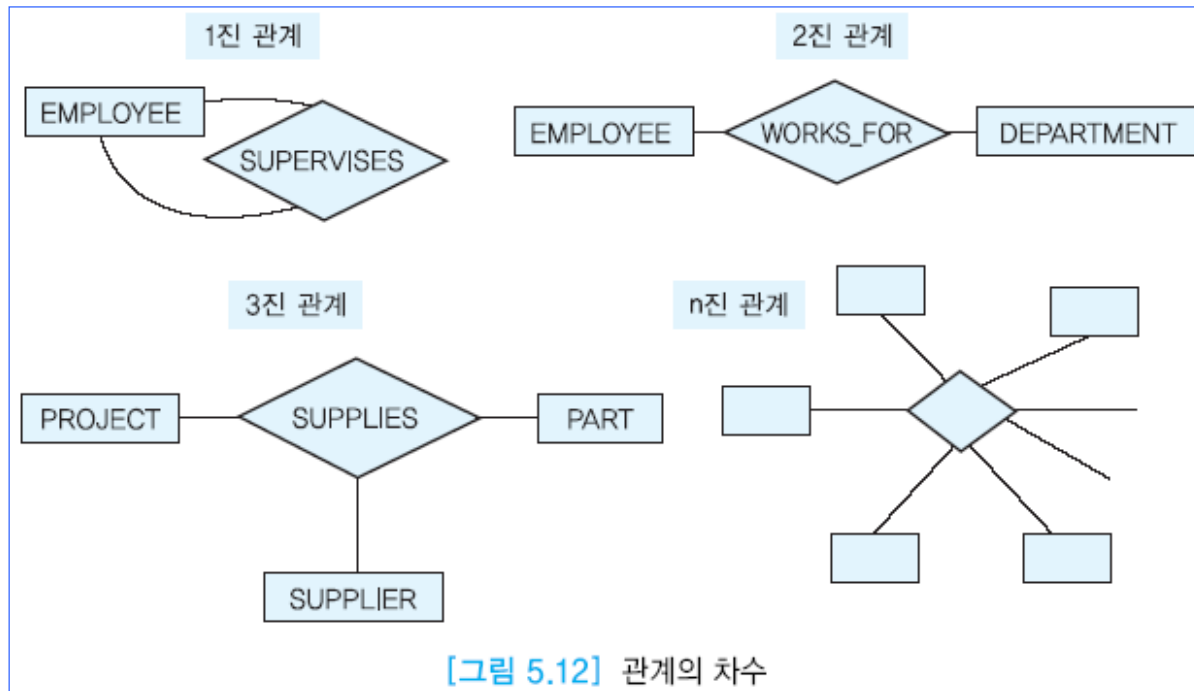 1진 관계
2진 관계
EMPLOYEE
SUPERVISES
EMPLOYEE
WORKS_FOR
DEPARTMENT
3진 관계
n진 관계
PROJECT
SUPPLIES
PART
SUPPLIER
[그림 5.12] 관계의 차수